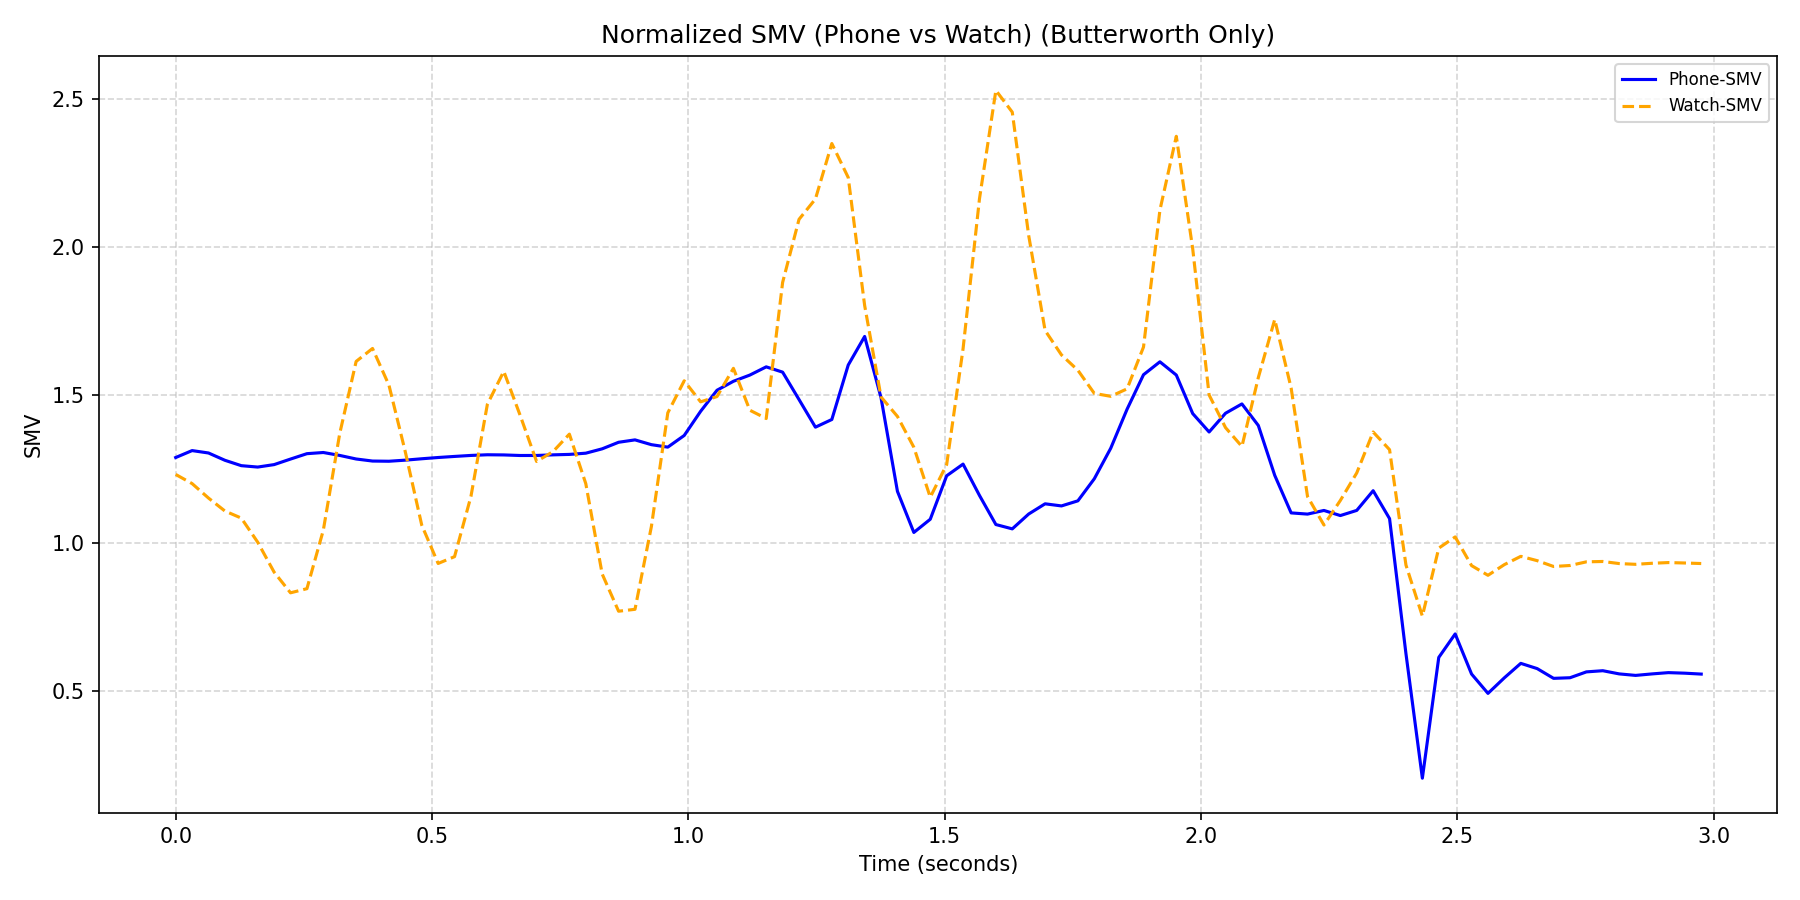 Normalized SMV (Phone vs Watch) (Butterworth Only)
Phone-SMV
Watch-SMV
2.5
2.0
1.5
1.0
0.5
SMV
0.0 0.5 1.0 1.5 2.0 2.5 3.0
Time (seconds)